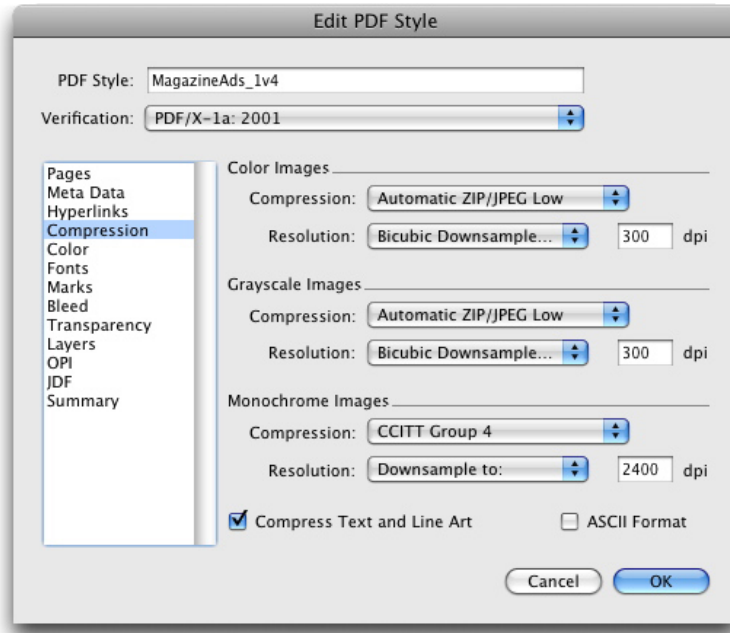 Edit PDF Style
PDF Style: MagazineAds_1v4
Verification: PDF/X-1a: 2001
Pages
Meta Data
Hyperlinks
Compression
Color
Fonts
Marks
Bleed
Transparency
Layers
OPI
JDF
Summary
Color Images
Compression: Automatic ZIP/JPEG Low
Resolution: Bicubic Downsample... 300 dpi
Grayscale Images
Compression: Automatic ZIP/JPEG Low
Resolution: Bicubic Downsample... 300 dpi
Monochrome Images
Compression: CCITT Group 4
Resolution: Downsample to: 2400 dpi
Compress Text and Line Art ASCII Format
Cancel OK